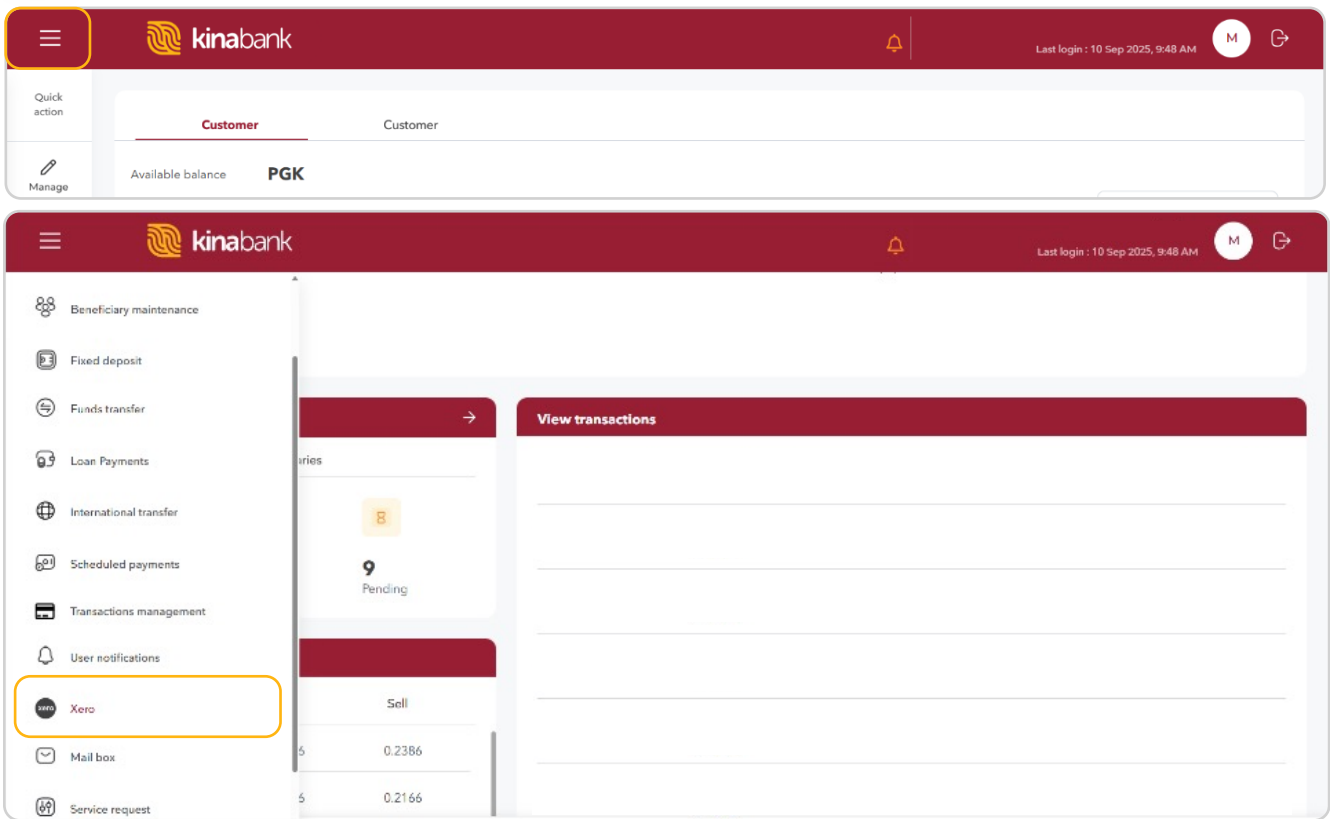 kinabank
Last login : 10 Sep 2025, 9:48 AM
M
Quick
action
Customer
Customer
Manage
Available balance
PGK
kinabank
Last login : 10 Sep 2025, 9:48 AM
M
Beneficiary maintenance
Fixed deposit
Funds transfer
Loan Payments
International transfer
Scheduled payments
Transactions management
User notifications
xero
Xero
Mail box
Service request
9
Pending
Sell
0.2386
0.2166
View transactions